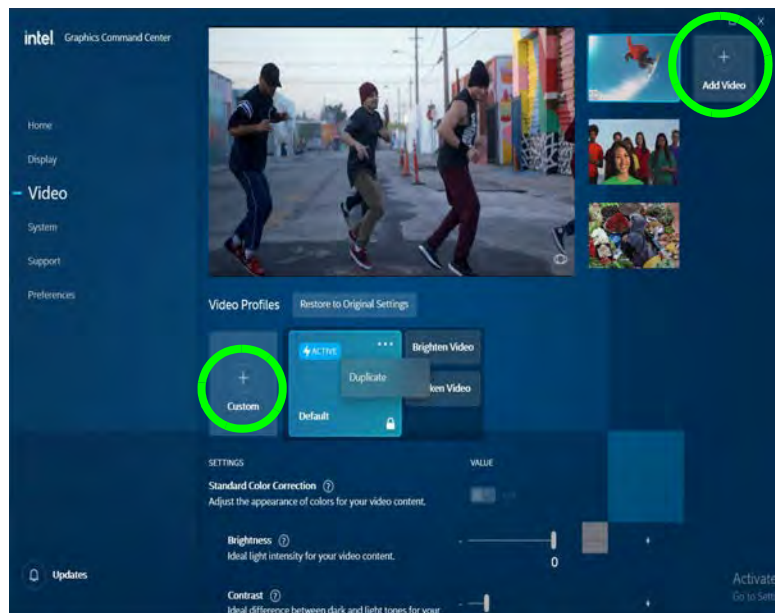 intel Graphics Command Center
+
Add Video
Home
Display
Video
System
Support
Preferences
Video Profiles
Restore to Original Settings
ACTIVE
...
Brighten Video
Duplicate
ken Video
+
Custom
Default
SETTINGS
VALUE
Standard Color Correction ?
Adjust the appearance of colors for your video content.
Brightness ?
- +
Ideal light intensity for your video content.
0
Updates
Activate
Go to Setti
Contrast ?
- +
Ideal difference between dark and light tones for your